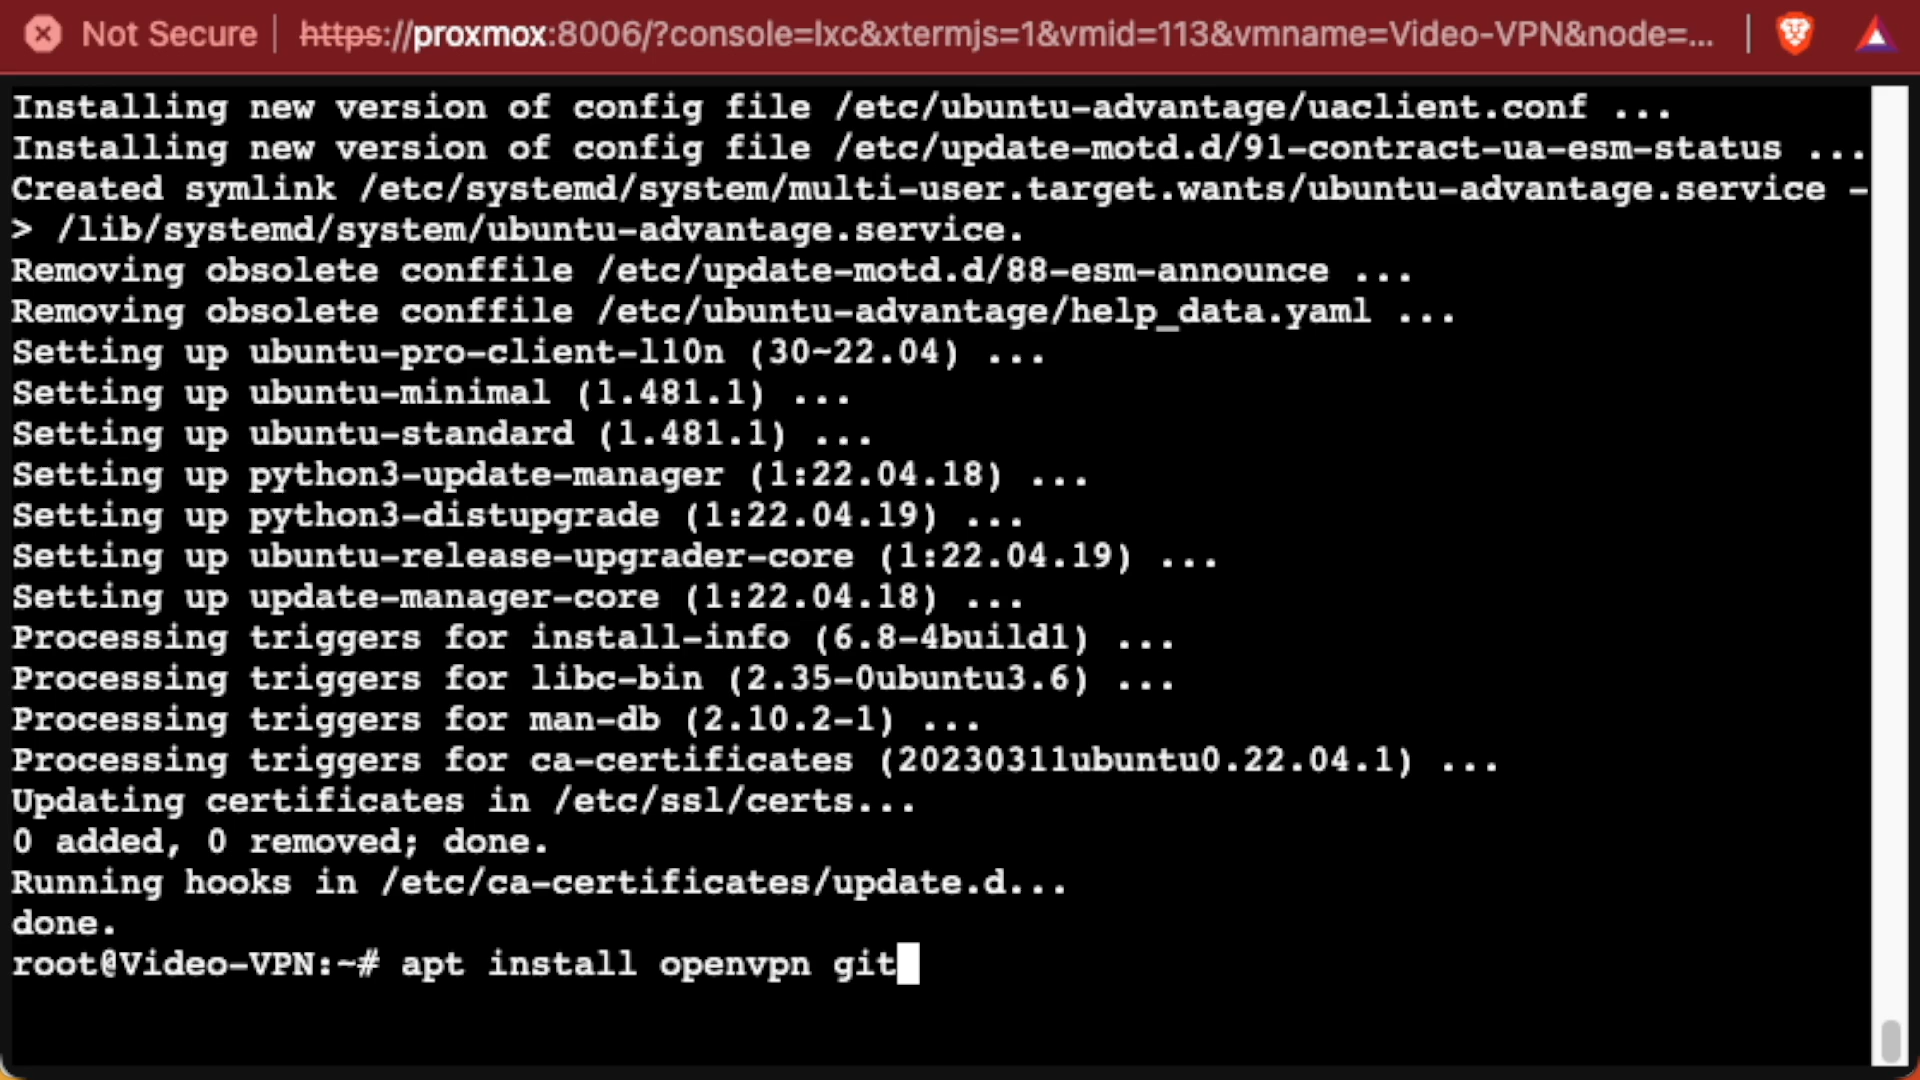 Not Secure | https://proxmox:8006/?console=lxc&xtermjs=1&vmid=113&vmname=Video-VPN&node=...
Installing new version of config file /etc/ubuntu-advantage/uaclient.conf ...
Installing new version of config file /etc/update-motd.d/91-contract-ua-esm-status ...
Created symlink /etc/systemd/system/multi-user.target.wants/ubuntu-advantage.service -
> /lib/systemd/system/ubuntu-advantage.service.
Removing obsolete conffile /etc/update-motd.d/88-esm-announce ...
Removing obsolete conffile /etc/ubuntu-advantage/help_data.yaml ...
Setting up ubuntu-pro-client-l10n (30~22.04) ...
Setting up ubuntu-minimal (1.481.1) ...
Setting up ubuntu-standard (1.481.1) ...
Setting up python3-update-manager (1:22.04.18) ...
Setting up python3-distupgrade (1:22.04.19) ...
Setting up ubuntu-release-upgrader-core (1:22.04.19) ...
Setting up update-manager-core (1:22.04.18) ...
Processing triggers for install-info (6.8-4build1) ...
Processing triggers for libc-bin (2.35-0ubuntu3.6) ...
Processing triggers for man-db (2.10.2-1) ...
Processing triggers for ca-certificates (20230311ubuntu0.22.04.1) ...
Updating certificates in /etc/ssl/certs...
0 added, 0 removed; done.
Running hooks in /etc/ca-certificates/update.d...
done.
root@Video-VPN:~# apt install openvpn git